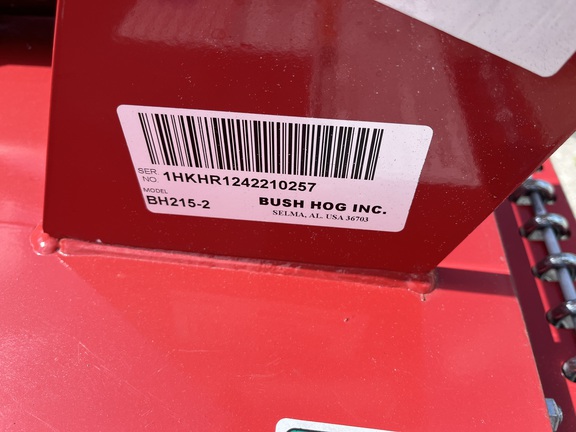 SER
NO. 1HKHR1242210257
MODEL
BH215-2 BUSH HOG INC.
SELMA, AL. USA 36703